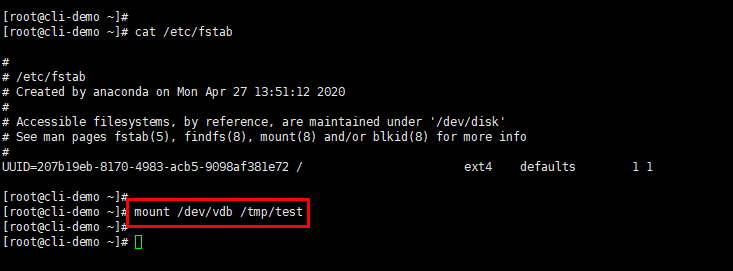 [root@cli-demo ~]#
[root@cli-demo ~]# cat /etc/fstab
#
# /etc/fstab
# Created by anaconda on Mon Apr 27 13:51:12 2020
#
# Accessible filesystems, by reference, are maintained under '/dev/disk'
# See man pages fstab(5), findfs(8), mount(8) and/or blkid(8) for more info
#
UUID=207b19eb-8170-4983-acb5-9098af381e72 / ext4 defaults 1 1
[root@cli-demo ~]#
[root@cli-demo ~]# mount /dev/vdb /tmp/test
[root@cli-demo ~]#
[root@cli-demo ~]#